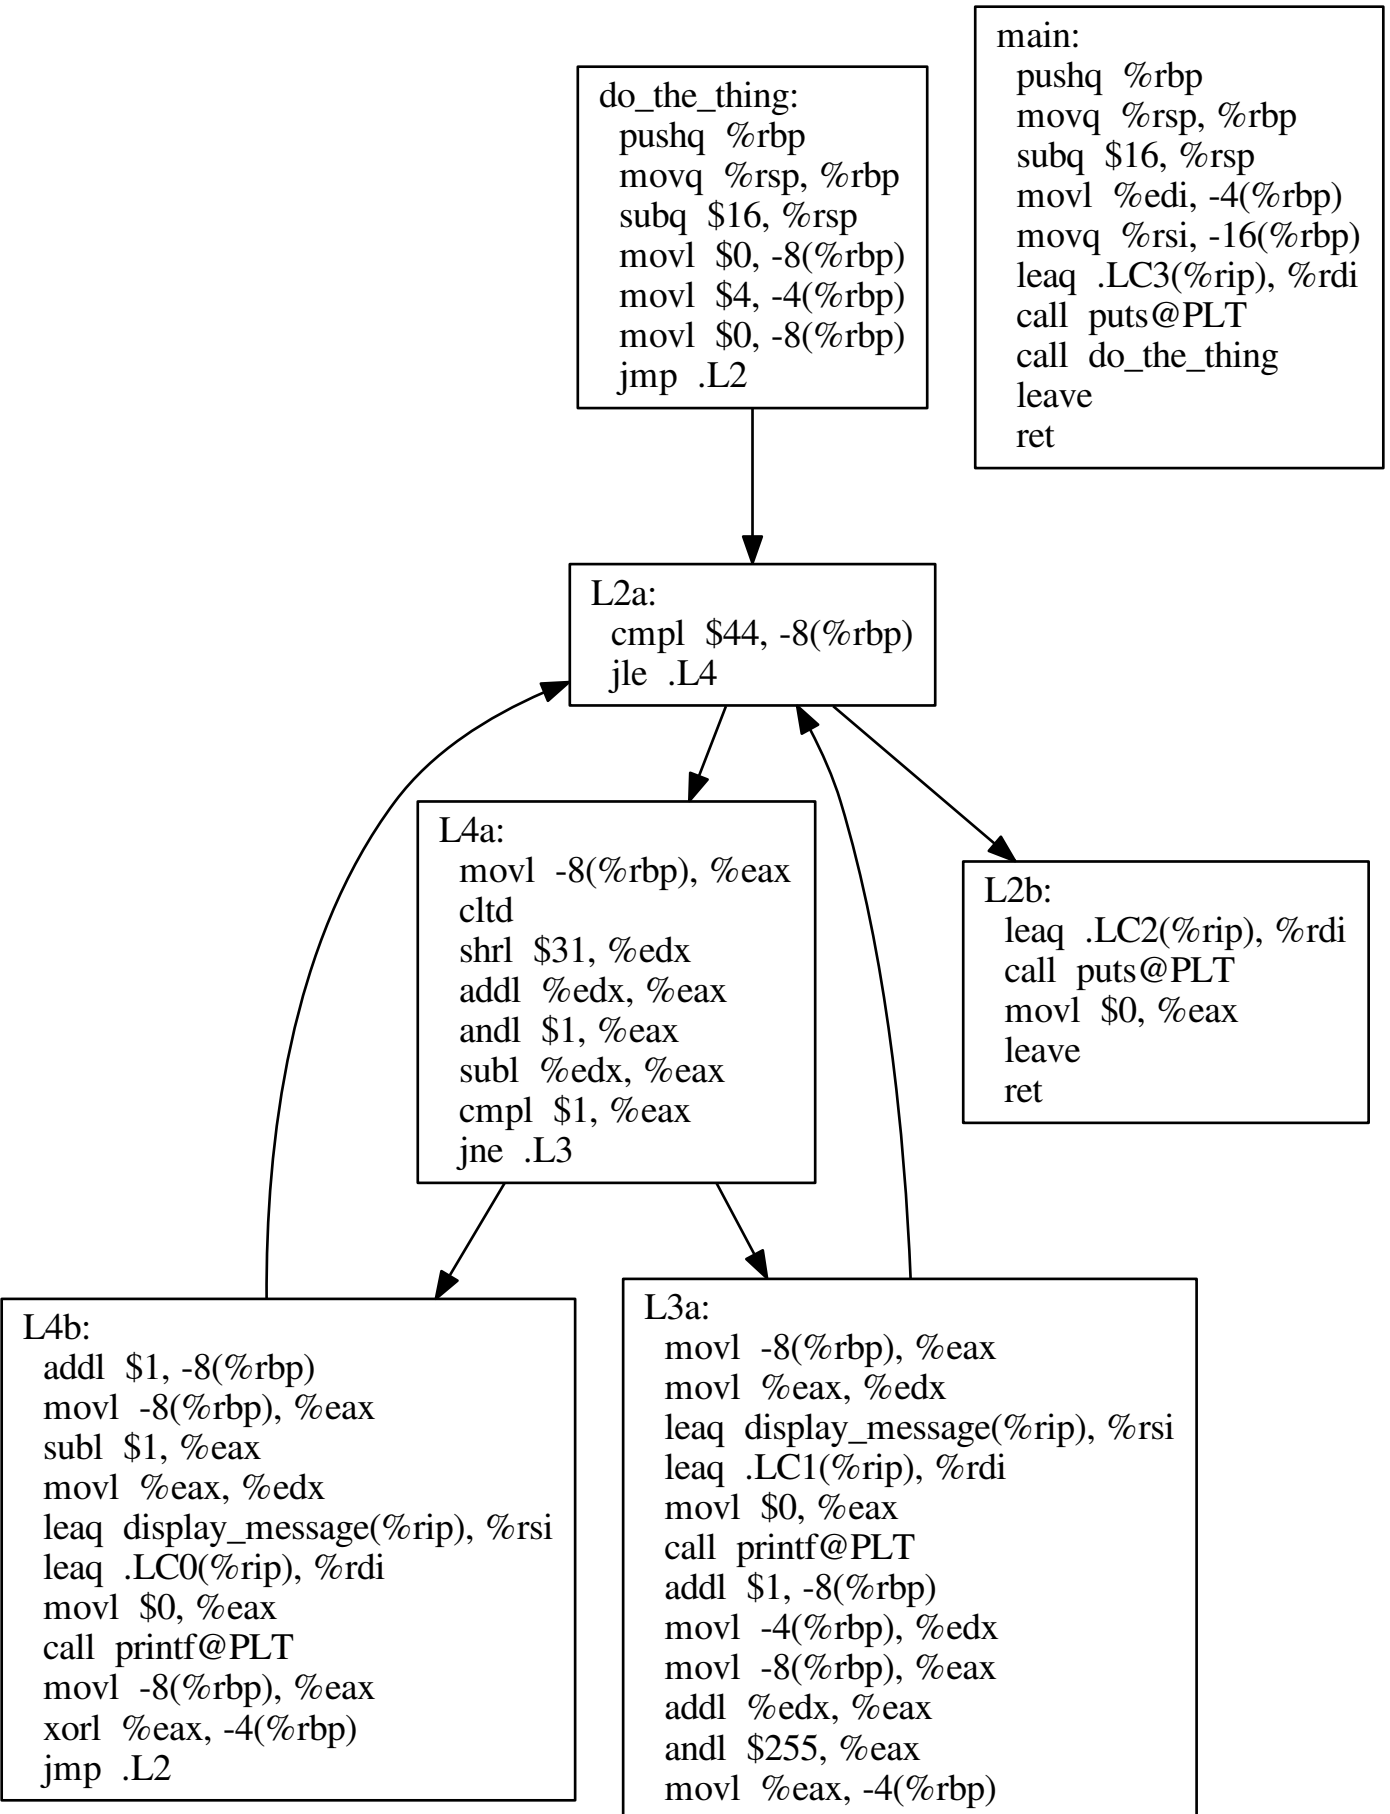 main:
pushq %rbp
movq %rsp, %rbp
subq $16, %rsp
movl %edi, -4(%rbp)
movq %rsi, -16(%rbp)
leaq .LC3(%rip), %rdi
call puts@PLT
call do_the_thing
leave
ret
do_the_thing:
pushq %rbp
movq %rsp, %rbp
subq $16, %rsp
movl $0, -8(%rbp)
movl $4, -4(%rbp)
movl $0, -8(%rbp)
jmp .L2
L2a:
cmpl $44, -8(%rbp)
jle .L4
L4a:
movl -8(%rbp), %eax
cltd
shrl $31, %edx
addl %edx, %eax
andl $1, %eax
subl %edx, %eax
cmpl $1, %eax
jne .L3
L2b:
leaq .LC2(%rip), %rdi
call puts@PLT
movl $0, %eax
leave
ret
L4b:
addl $1, -8(%rbp)
movl -8(%rbp), %eax
subl $1, %eax
movl %eax, %edx
leaq display_message(%rip), %rsi
leaq .LC0(%rip), %rdi
movl $0, %eax
call printf@PLT
movl -8(%rbp), %eax
xorl %eax, -4(%rbp)
jmp .L2
L3a:
movl -8(%rbp), %eax
movl %eax, %edx
leaq display_message(%rip), %rsi
leaq .LC1(%rip), %rdi
movl $0, %eax
call printf@PLT
addl $1, -8(%rbp)
movl -4(%rbp), %edx
movl -8(%rbp), %eax
addl %edx, %eax
andl $255, %eax
movl %eax, -4(%rbp)